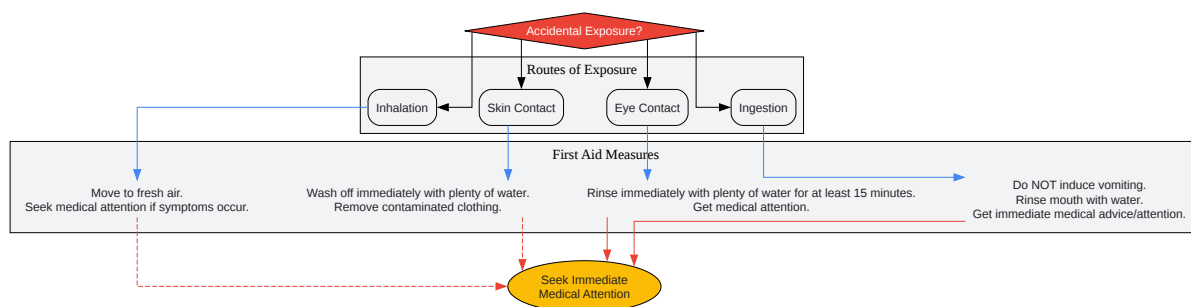 Accidental Exposure?
Routes of Exposure
Inhalation
Skin Contact
Eye Contact
Ingestion
First Aid Measures
Move to fresh air.
Seek medical attention if symptoms occur.
Wash off immediately with plenty of water.
Remove contaminated clothing.
Rinse immediately with plenty of water for at least 15 minutes.
Get medical attention.
Do NOT induce vomiting.
Rinse mouth with water.
Get immediate medical advice/attention.
Seek Immediate
Medical Attention